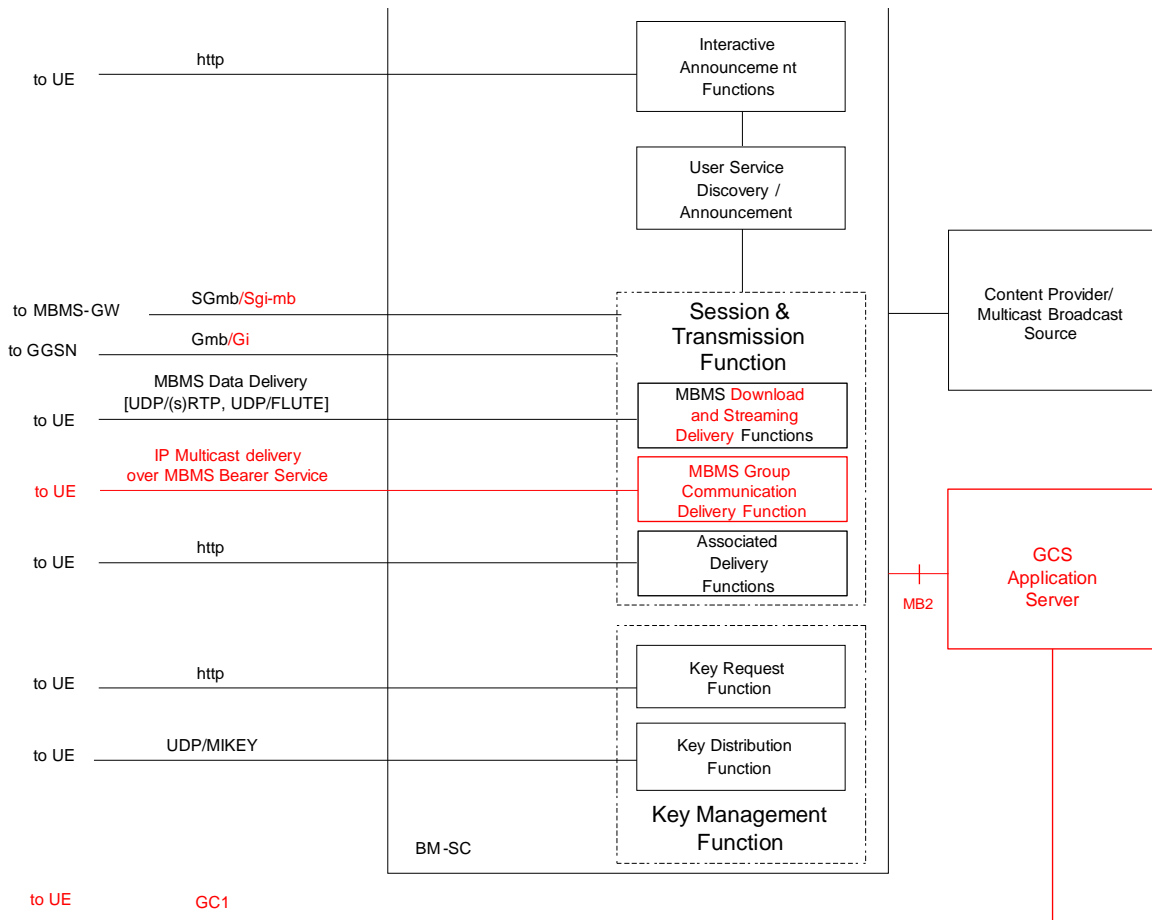 http
to UE
Interactive
Announceme nt
Functions
User Service
Discovery /
Announcement
SGmb/Sgi-mb
to MBMS-GW
Gmb/Gi
to GGSN
Session &
Transmission
Function
Content Provider/
Multicast Broadcast
Source
MBMS Data Delivery
[UDP/(s)RTP, UDP/FLUTE]
to UE
MBMS Download
and Streaming
Delivery Functions
IP Multicast delivery
over MBMS Bearer Service
to UE
MBMS Group
Communication
Delivery Function
http
to UE
Associated
Delivery
Functions
MB2
GCS
Application
Server
http
to UE
Key Request
Function
UDP/MIKEY
to UE
Key Distribution
Function
Key Management
Function
BM-SC
to UE
GC1